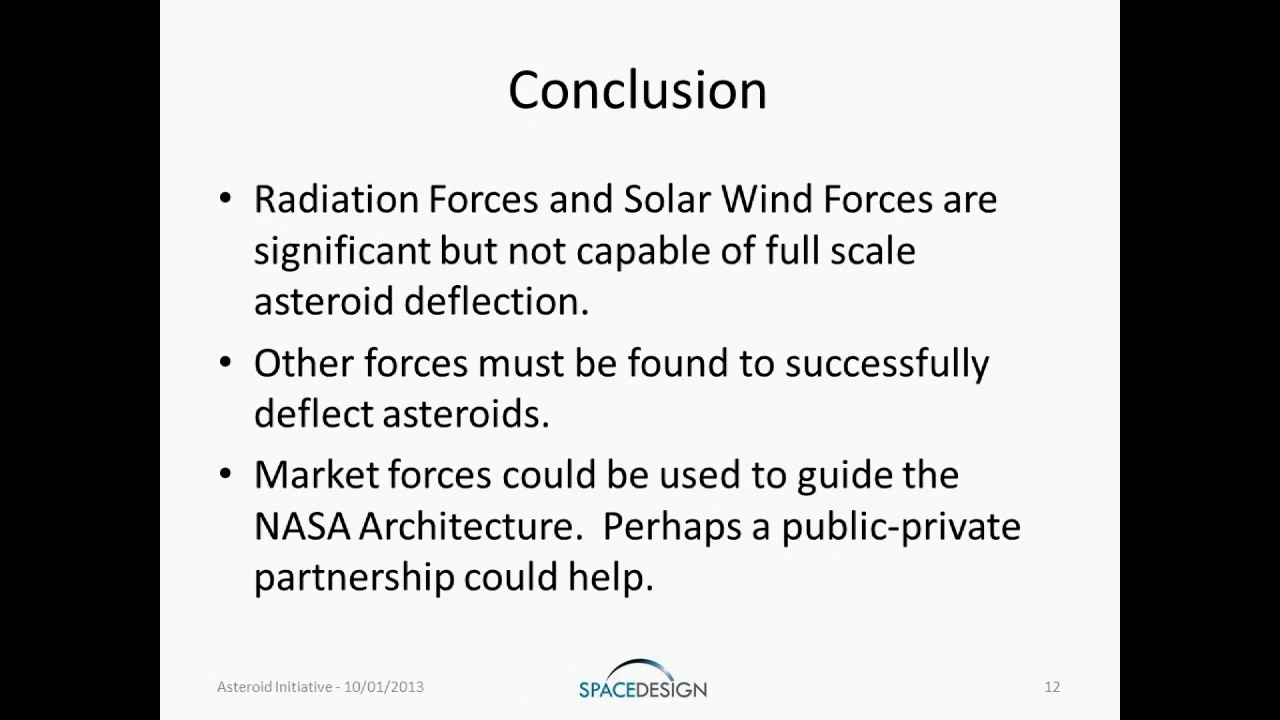 Conclusion
• Radiation Forces and Solar Wind Forces are
significant but not capable of full scale
asteroid deflection.
• Other forces must be found to successfully
deflect asteroids.
• Market forces could be used to guide the
NASA Architecture.  Perhaps a public-private
partnership could help.
Asteroid Initiative - 10/01/2013
SPACEDESIGN
12